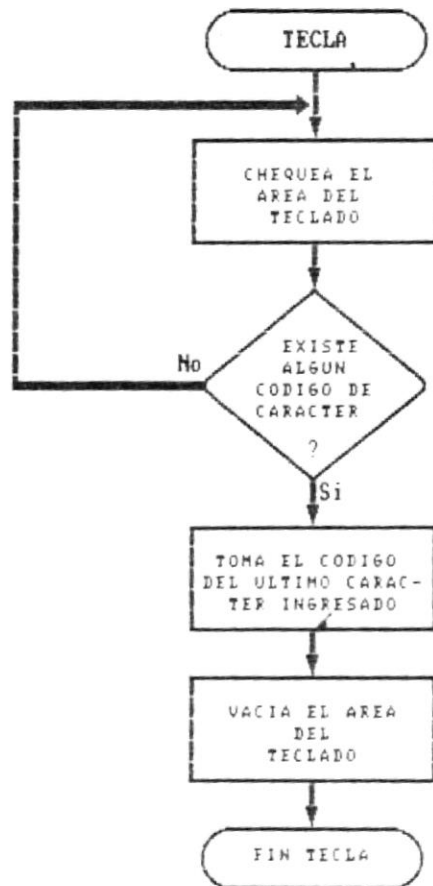 TECLA
CHEQUEA EL
AREA DEL
TECLADO
EXISTE
ALGUN
CODIGO DE
CARACTER
?
No
Si
TOMA EL CODIGO
DEL ULTIMO CARAC-
TER INGRESADO
VACIA EL AREA
DEL
TECLADO
FIN TECLA